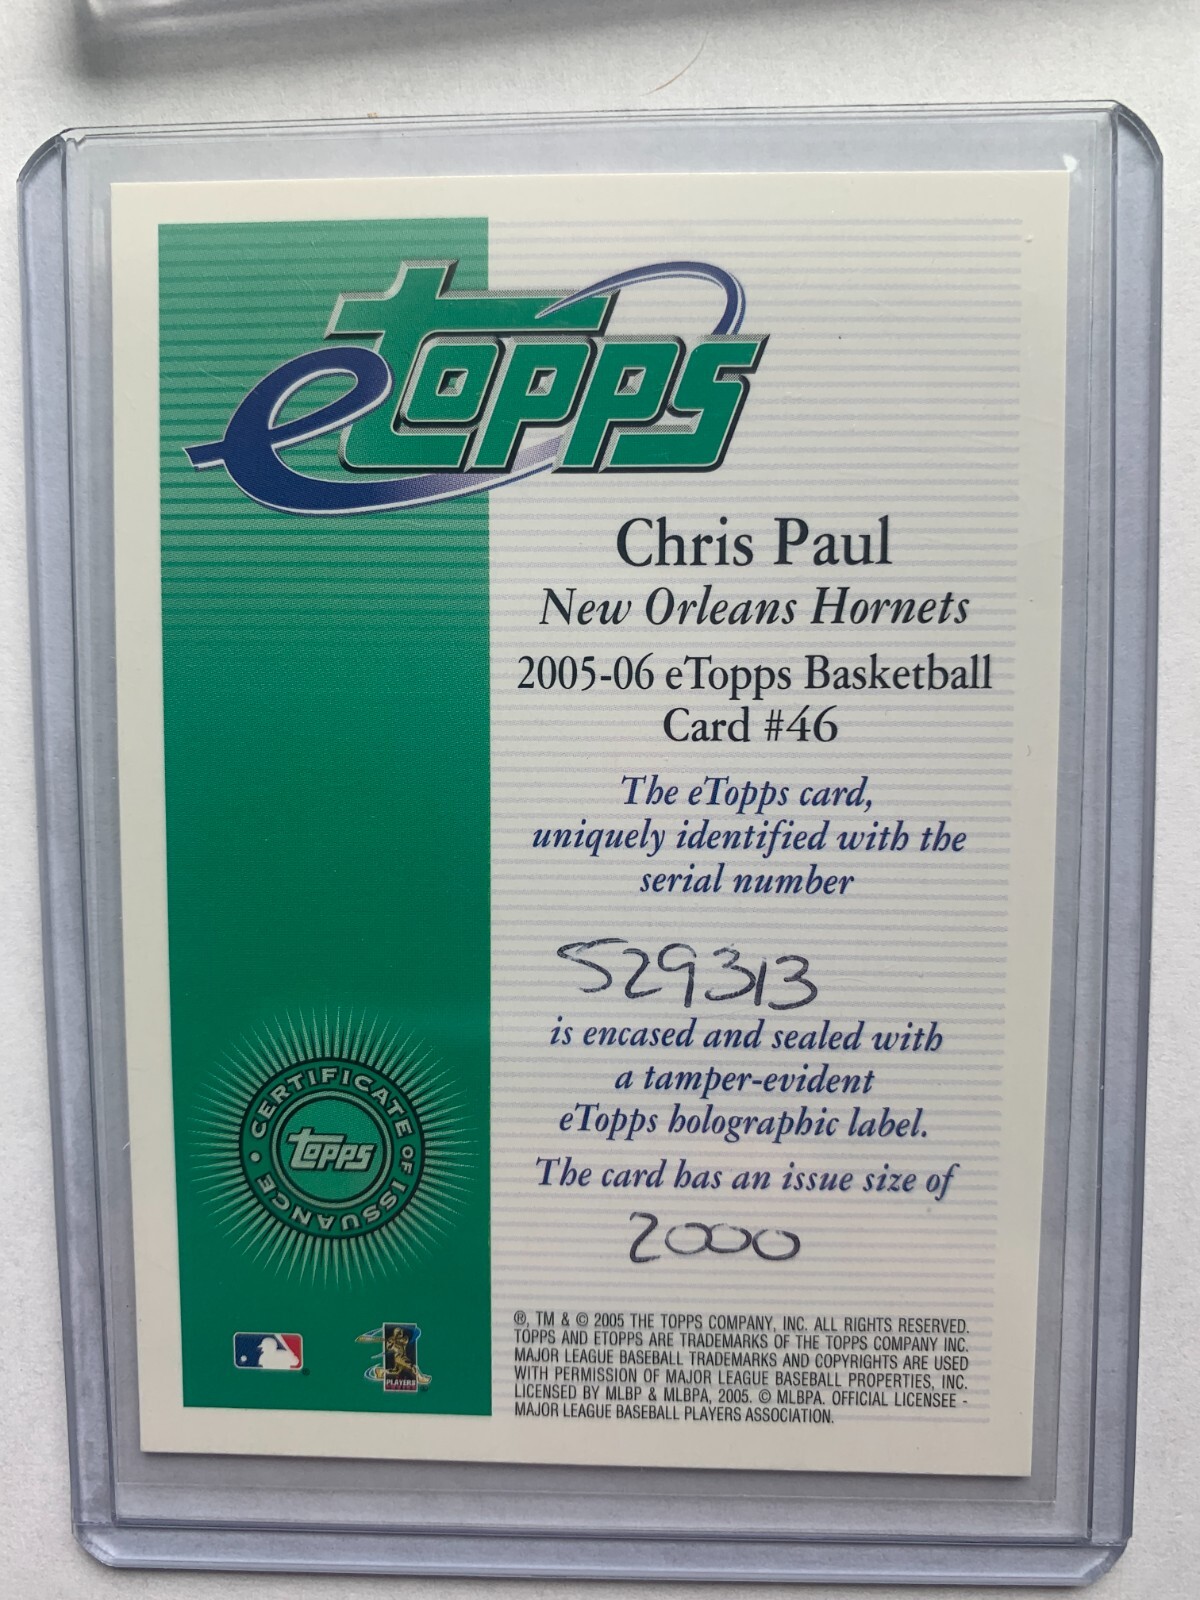 eTOPPS
Chris Paul
New Orleans Hornets
2005-06 eTopps Basketball
Card #46
The eTopps card,
uniquely identified with the
serial number
529313
is encased and sealed with
a tamper-evident
eTopps holographic label.
The card has an issue size of
2000
CERTIFICATE OF ISSUANCE
TOPPS
PLAYERS
®, TM & © 2005 THE TOPPS COMPANY, INC. ALL RIGHTS RESERVED.
TOPPS AND ETOPPS ARE TRADEMARKS OF THE TOPPS COMPANY INC.
MAJOR LEAGUE BASEBALL TRADEMARKS AND COPYRIGHTS ARE USED
WITH PERMISSION OF MAJOR LEAGUE BASEBALL PROPERTIES, INC.
LICENSED BY MLBP & MLBPA, 2005. © MLBPA. OFFICIAL LICENSEE -
MAJOR LEAGUE BASEBALL PLAYERS ASSOCIATION.